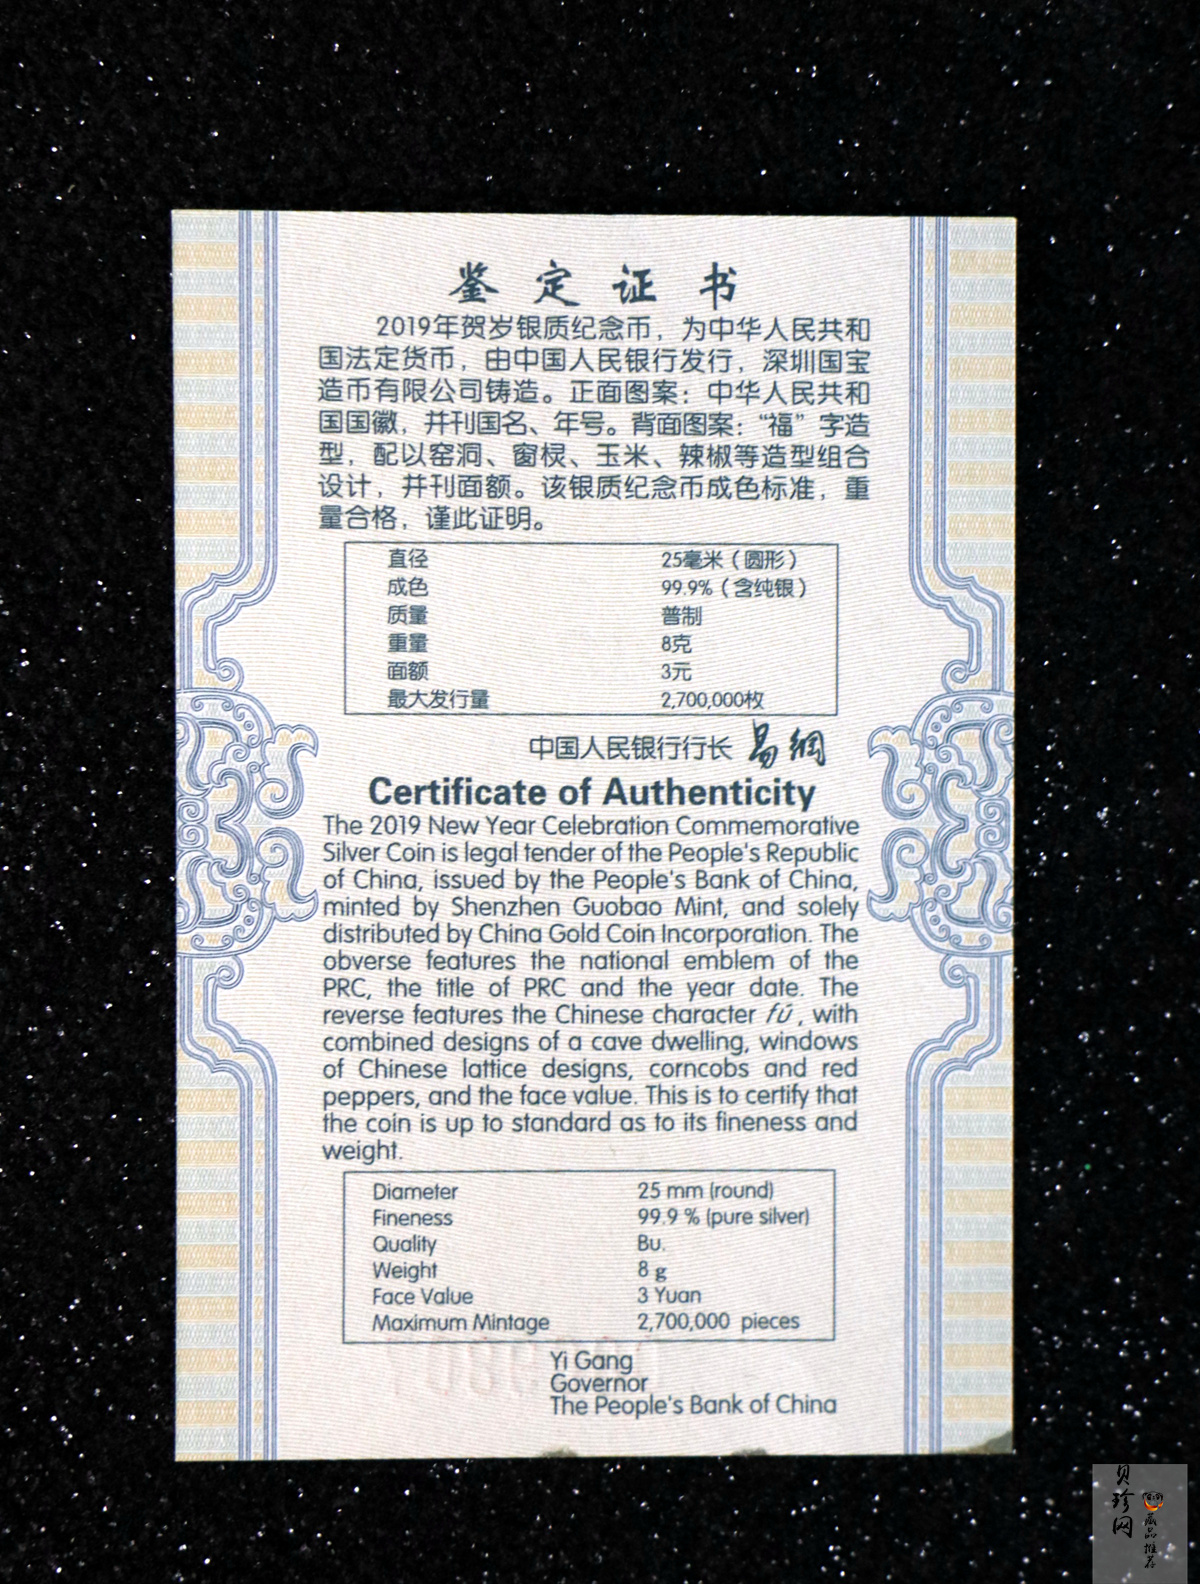 鉴定证书
2019年贺岁银质纪念币，为中华人民共和
国法定货币，由中国人民银行发行，深圳国宝
造币有限公司铸造。正面图案：中华人民共和
国国徽，并刊国名、年号。背面图案：“福”字造
型，配以窑洞、窗棂、玉米、辣椒等造型组合
设计，并刊面额。该银质纪念币成色标准，重
量合格，谨此证明。
直径 25毫米（圆形）
成色 99.9%（含纯银）
质量 普制
重量 8克
面额 3元
最大发行量 2,700,000枚
中国人民银行行长 易綱
Certificate of Authenticity
The 2019 New Year Celebration Commemorative
Silver Coin is legal tender of the People's Republic
of China, issued by the People's Bank of China,
minted by Shenzhen Guobao Mint, and solely
distributed by China Gold Coin Incorporation. The
obverse features the national emblem of the
PRC, the title of PRC and the year date. The
reverse features the Chinese character fú, with
combined designs of a cave dwelling, windows
of Chinese lattice designs, corncobs and red
peppers, and the face value. This is to certify that
the coin is up to standard as to its fineness and
weight.
Diameter 25 mm (round)
Fineness 99.9 % (pure silver)
Quality Bu.
Weight 8 g
Face Value 3 Yuan
Maximum Mintage 2,700,000 pieces
Yi Gang
Governor
The People's Bank of China
贝珍网
藏品推荐